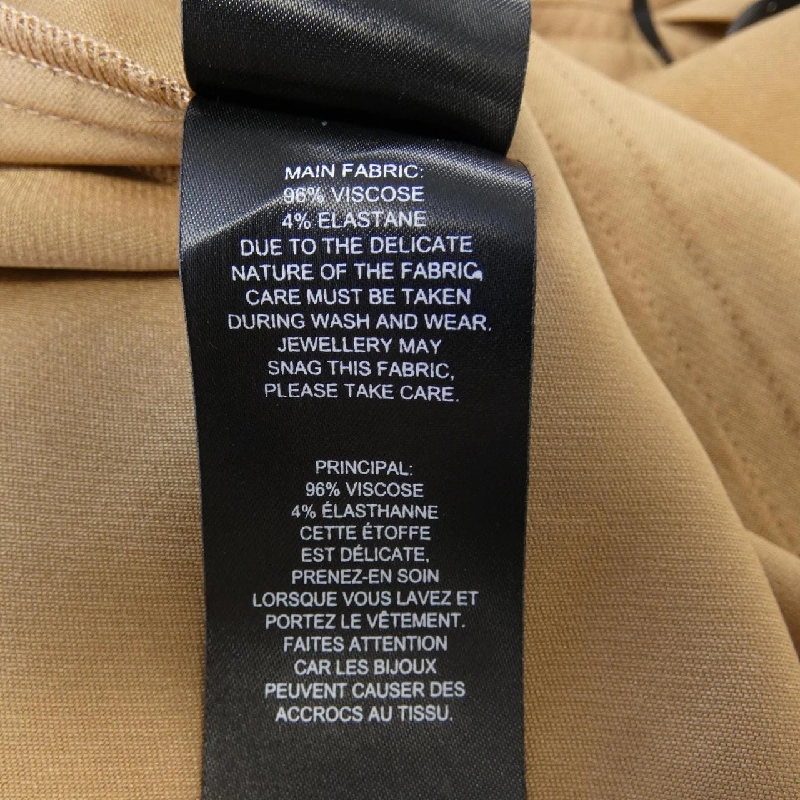 MAIN FABRIC:
96% VISCOSE
4% ELASTANE
DUE TO THE DELICATE
NATURE OF THE FABRIC,
CARE MUST BE TAKEN
DURING WASH AND WEAR.
JEWELLERY MAY
SNAG THIS FABRIC,
PLEASE TAKE CARE.
PRINCIPAL:
96% VISCOSE
4% ÉLASTHANNE
CETTE ÉTOFFE
EST DÉLICATE,
PRENEZ-EN SOIN
LORSQUE VOUS LAVEZ ET
PORTEZ LE VÊTEMENT.
FAITES ATTENTION
CAR LES BIJOUX
PEUVENT CAUSER DES
ACCROCS AU TISSU.